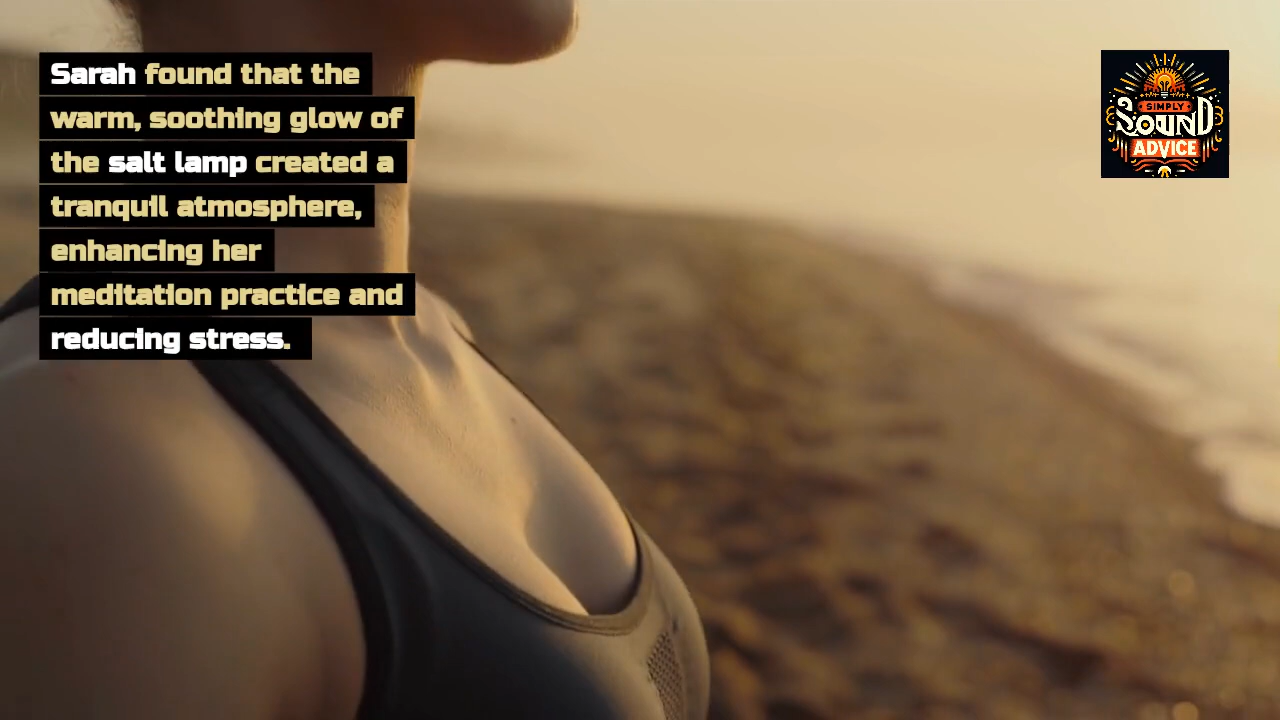 Sarah found that the
warm, soothing glow of
the salt lamp created a
tranquil atmosphere,
enhancing her
meditation practice and
reducing stress.
SIMPLY
SOUND
ADVICE